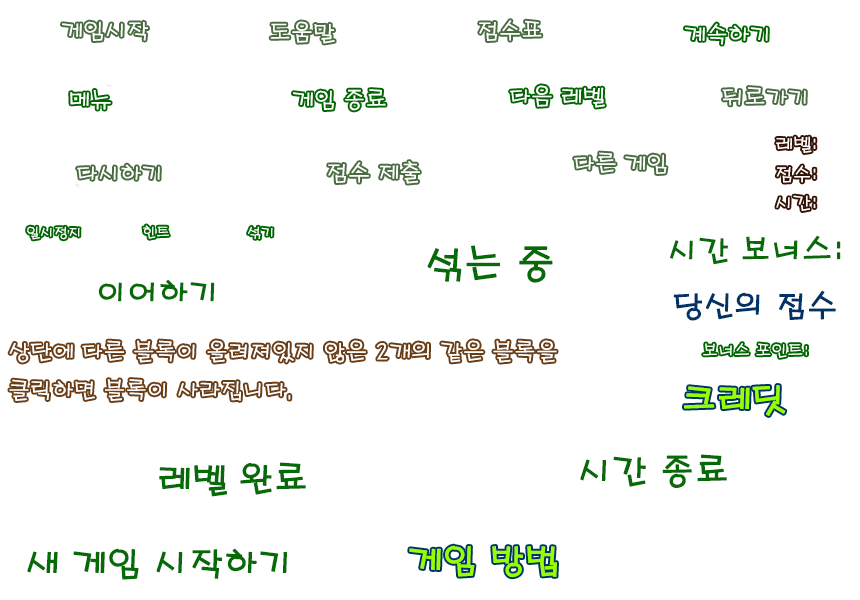 게임시작 도움말 점수표 계속하기
메뉴 게임 종료 다음 레벨 뒤로가기
레벨:
다시하기 점수 제출 다른 게임 점수:
시간:
일시정지 힌트 섞기
섞는 중 시간 보너스:
이어하기
당신의 점수
상단에 다른 블록이 올려져있지 않은 2개의 같은 블록을
보너스 포인트:
클릭하면 블록이 사라집니다.
크레딧
레벨 완료 시간 종료
새 게임 시작하기 게임 방법